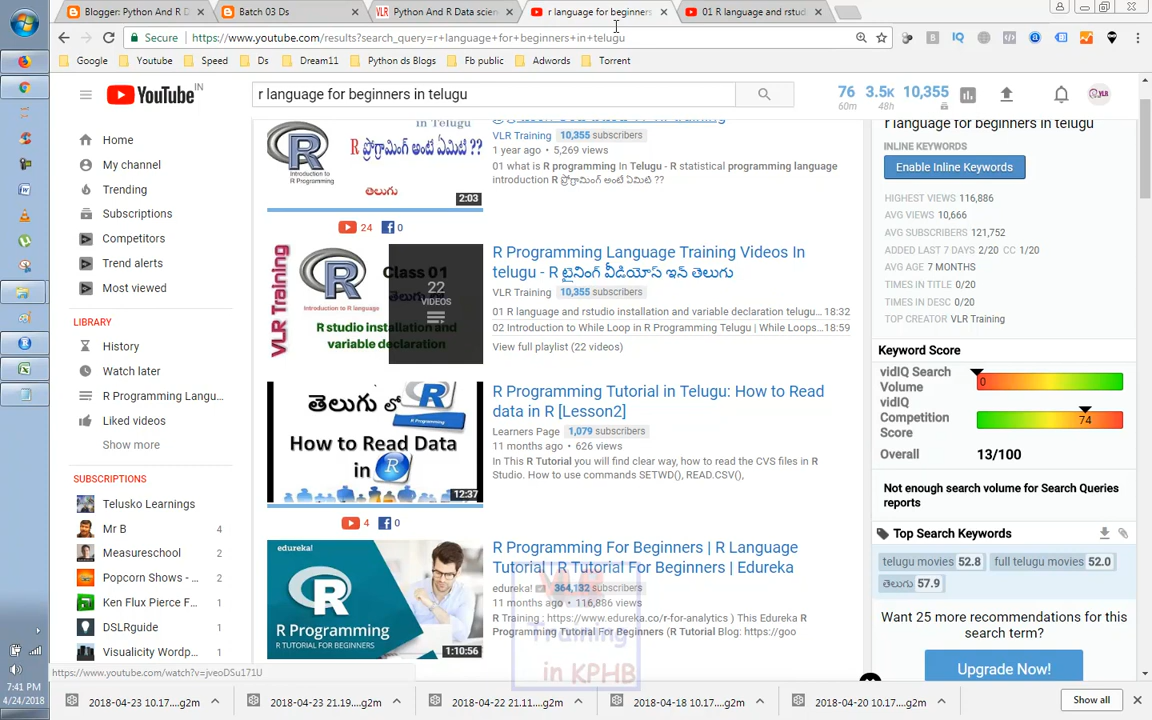 Blogger: Python And R D
Batch 03 Ds
Python And R Data scien
r language for beginners
01 R language and rstud
Secure
https://www.youtube.com/results?search_query=r+language+for+beginners+in+telugu
Google
Youtube
Speed
Ds
Dream11
Python ds Blogs
Fb public
Adwords
Torrent
YouTube IN
r language for beginners in telugu
76 60m
3.5K 48h
10,355
Home
My channel
Trending
Subscriptions
Competitors
Trend alerts
Most viewed
LIBRARY
History
Watch later
R Programming Langu...
Liked videos
Show more
SUBSCRIPTIONS
Telusko Learnings
Mr B 4
Measureschool 2
Popcorn Shows - ... 2
Ken Flux Pierce F... 2
DSLRguide 1
Visualicity Wordp... 1
in Telugu
R ప్రోగ్రామింగ్ అంటే ఏమిటి ??
Introduction to
R Programming
తెలుగు
2:03
VLR Training 10,355 subscribers
1 year ago • 5,269 views
01 what is R programming In Telugu - R statistical programming language
introduction R ప్రోగ్రామింగ్ అంటే ఏమిటి ??
24 0
VLR Training
Class 01
Introduction to R language
R studio installation and
variable declaration
22
VIDEOS
R Programming Language Training Videos In
telugu - R ట్రైనింగ్ వీడియోస్ ఇన్ తెలుగు
VLR Training 10,355 subscribers
01 R language and rstudio installation and variable declaration telugu... 18:32
02 Introduction to While Loop in R Programming Telugu | While Loops... 18:59
View full playlist (22 videos)
తెలుగు లో
R Programming
How to Read Data
in R
12:37
R Programming Tutorial in Telugu: How to Read
data in R [Lesson2]
Learners Page 1,079 subscribers
11 months ago • 626 views
In This R Tutorial you will find clear way, how to read the CVS files in R
Studio. How to use commands SETWD(), READ.CSV(),
4 0
edureka!
R Programming
R TUTORIAL FOR BEGINNERS
1:10:56
R Programming For Beginners | R Language
Tutorial | R Tutorial For Beginners | Edureka
edureka! 364,132 subscribers
11 months ago • 116,886 views
R Training : https://www.edureka.co/r-for-analytics ) This Edureka R
Programming Tutorial For Beginners (R Tutorial Blog: https://goo
VLR
Training
in KPHB
r language for beginners in telugu
INLINE KEYWORDS
Enable Inline Keywords
HIGHEST VIEWS 116,886
AVG VIEWS 10,666
AVG SUBSCRIBERS 121,752
ADDED LAST 7 DAYS 2/20 CC 1/20
AVG AGE 7 MONTHS
TIMES IN TITLE 0/20
TIMES IN DESC 0/20
TOP CREATOR VLR Training
Keyword Score
vidIQ Search
Volume
0
vidIQ
Competition
Score
74
Overall 13/100
Not enough search volume for Search Queries
reports
Top Search Keywords
telugu movies 52.8 full telugu movies 52.0
తెలుగు 57.9
Want 25 more recommendations for this
search term?
Upgrade Now!
https://www.youtube.com/watch?v=jveoDSu171U
7:41 PM
4/24/2018
2018-04-23 10.17....g2m
2018-04-23 21.19....g2m
2018-04-22 21.11....g2m
2018-04-18 10.17....g2m
2018-04-20 10.17....g2m
Show all